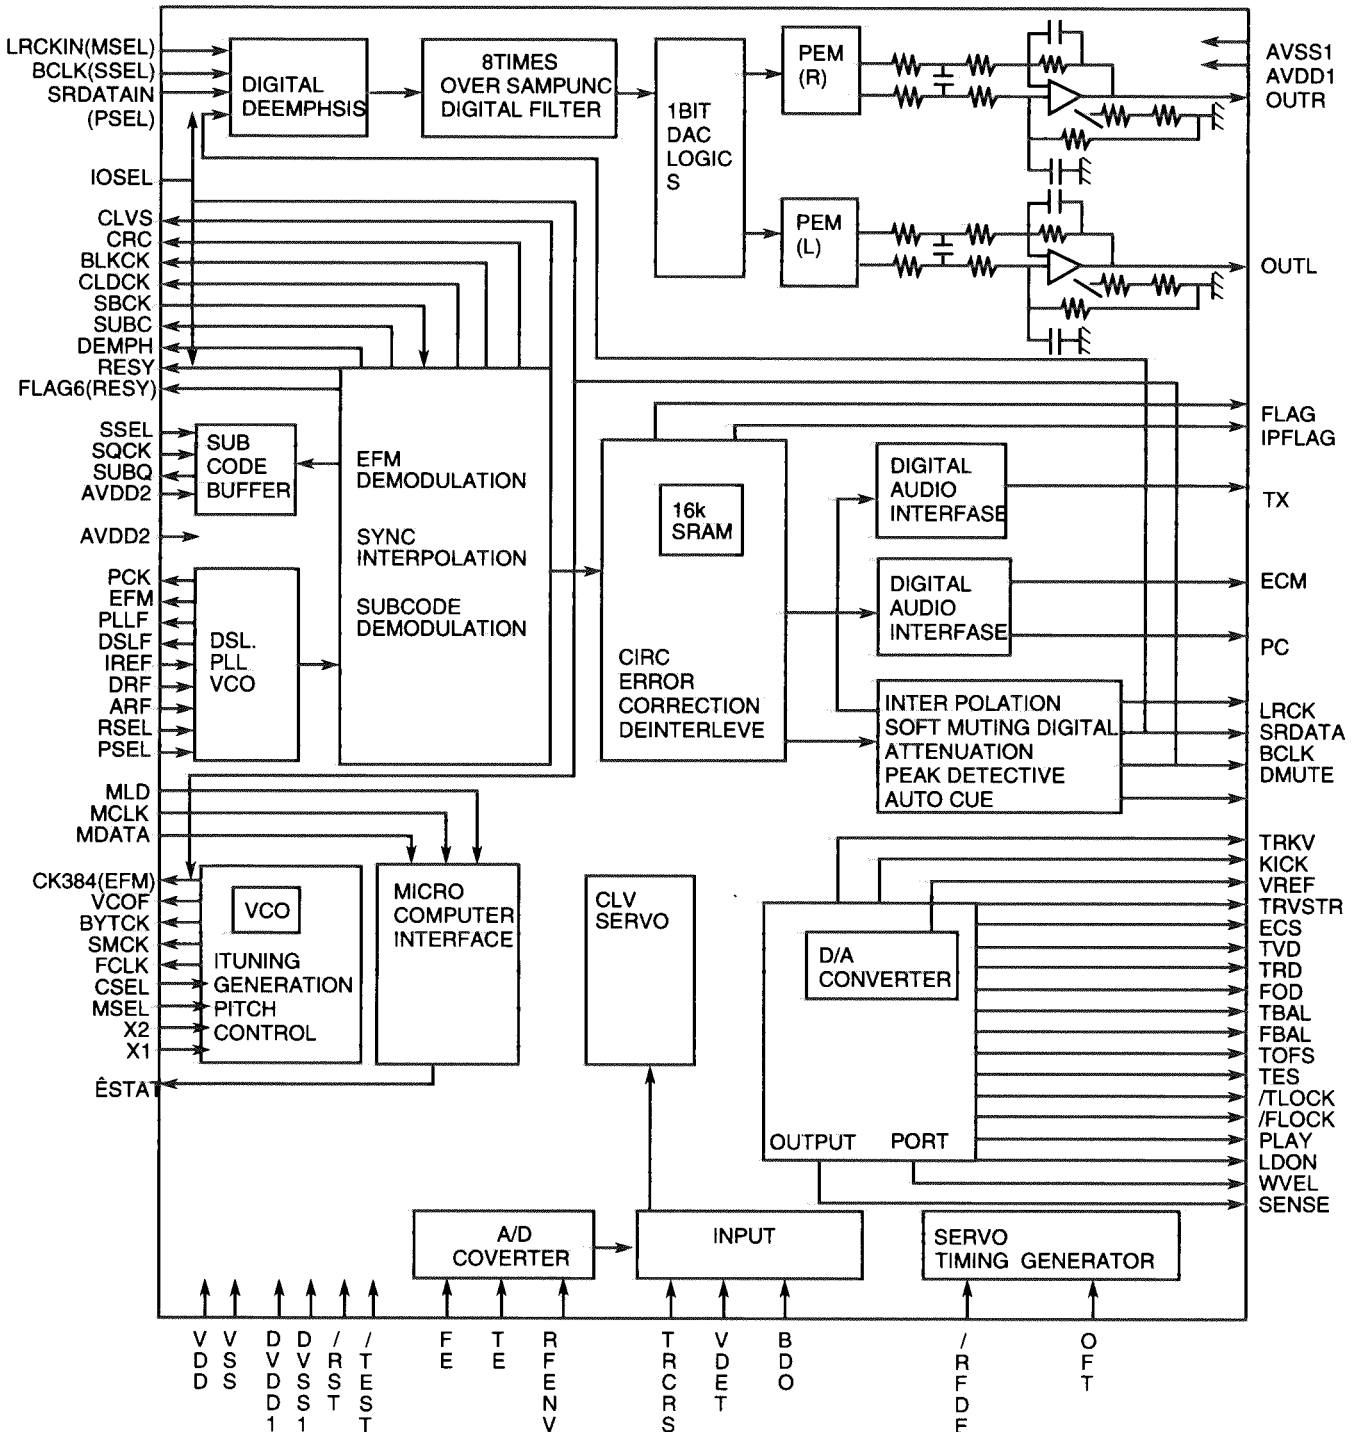 LRCKIN(MSEL)
BCLK(SSEL)
SRDATAIN
(PSEL)
IOSEL
CLVS
CRC
BLKCK
CLDCK
SBCK
SUBC
DEMPH
RESY
FLAG6(RESY)
SSEL
SQCK
SUBQ
AVDD2
AVDD2
PCK
EFM
PLLF
DSLF
IREF
DRF
ARF
RSEL
PSEL
MLD
MCLK
MDATA
CK384(EFM)
VCOF
BYTCK
SMCK
FCLK
CSEL
MSEL
X2
X1
ÊSTAT
DIGITAL
DEEMPHSIS
8TIMES
OVER SAMPUNC
DIGITAL FILTER
1BIT
DAC
LOGIC
S
PEM
(R)
PEM
(L)
SUB
CODE
BUFFER
EFM
DEMODULATION
SYNC
INTERPOLATION
SUBCODE
DEMODULATION
DSL.
PLL
VCO
16k
SRAM
CIRC
ERROR
CORRECTION
DEINTERLEVE
DIGITAL
AUDIO
INTERFASE
DIGITAL
AUDIO
INTERFASE
INTER POLATION
SOFT MUTING DIGITAL
ATTENUATION
PEAK DETECTIVE
AUTO CUE
VCO
ITUNING
GENERATION
PITCH
CONTROL
MICRO
COMPUTER
INTERFACE
CLV
SERVO
D/A
CONVERTER
OUTPUT PORT
A/D
COVERTER
INPUT
SERVO
TIMING GENERATOR
AVSS1
AVDD1
OUTR
OUTL
FLAG
IPFLAG
TX
ECM
PC
LRCK
SRDATA
BCLK
DMUTE
TRKV
KICK
VREF
TRVSTR
ECS
TVD
TRD
FOD
TBAL
FBAL
TOFS
TES
/TLOCK
/FLOCK
PLAY
LDON
WVEL
SENSE
VDD
VSS
DVDD1
DVSS1
/RST
/TEST
FE
TE
RFENV
TRCRS
VDET
BDO
/RFDE
OFT